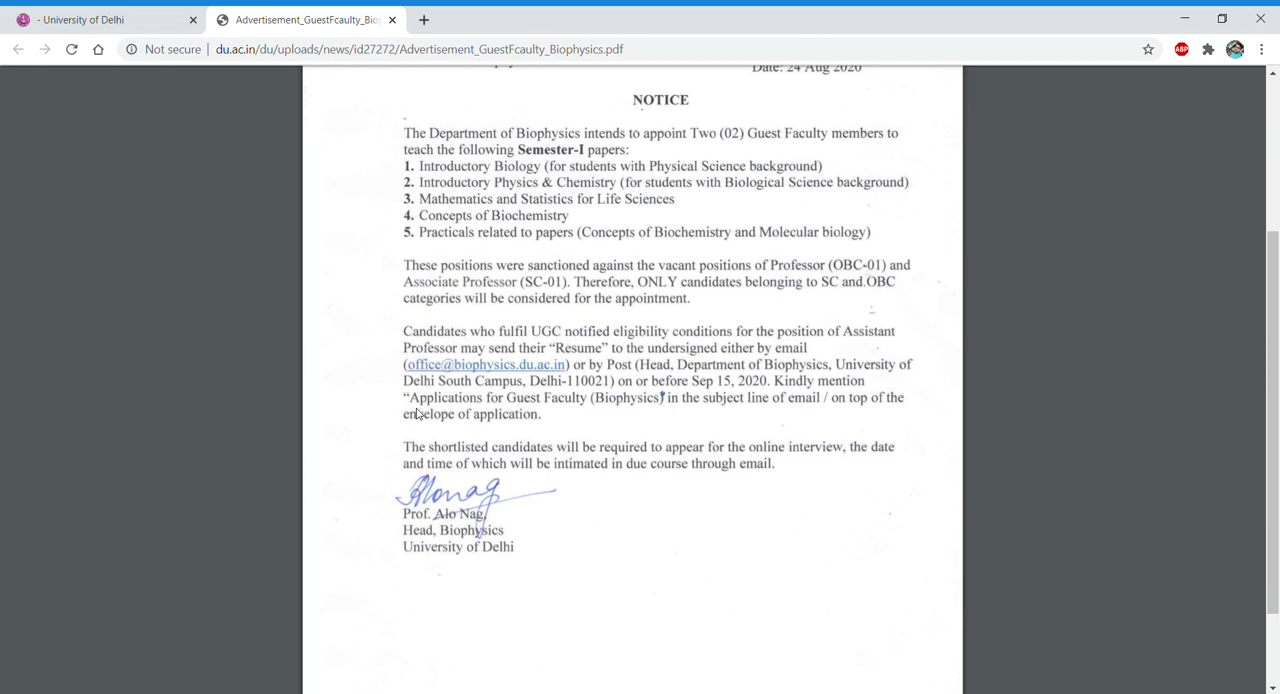 - University of Delhi
Advertisement_GuestFcaulty_Bio
Not secure
du.ac.in/du/uploads/news/id27272/Advertisement_GuestFcaulty_Biophysics.pdf
ABP
Date: 24 Aug 2020
NOTICE
The Department of Biophysics intends to appoint Two (02) Guest Faculty members to
teach the following Semester-I papers:
1. Introductory Biology (for students with Physical Science background)
2. Introductory Physics & Chemistry (for students with Biological Science background)
3. Mathematics and Statistics for Life Sciences
4. Concepts of Biochemistry
5. Practicals related to papers (Concepts of Biochemistry and Molecular biology)
These positions were sanctioned against the vacant positions of Professor (OBC-01) and
Associate Professor (SC-01). Therefore, ONLY candidates belonging to SC and OBC
categories will be considered for the appointment.
Candidates who fulfil UGC notified eligibility conditions for the position of Assistant
Professor may send their “Resume” to the undersigned either by email
(office@biophysics.du.ac.in) or by Post (Head, Department of Biophysics, University of
Delhi South Campus, Delhi-110021) on or before Sep 15, 2020. Kindly mention
“Applications for Guest Faculty (Biophysics)” in the subject line of email / on top of the
envelope of application.
The shortlisted candidates will be required to appear for the online interview, the date
and time of which will be intimated in due course through email.
Alonag
Prof. Alo Nag,
Head, Biophysics
University of Delhi